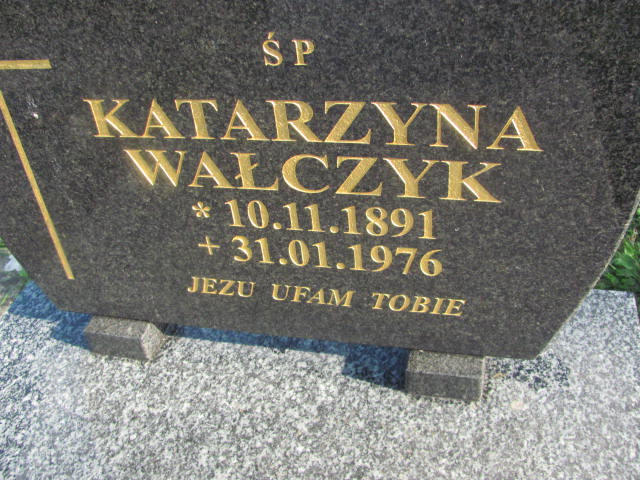 ŚP
KATARZYNA
WAŁCZYK
* 10.11.1891
+ 31.01.1976
JEZU UFAM TOBIE